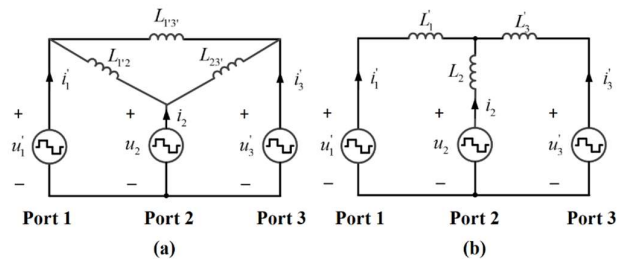 L1'3'
L1'2 L23'
i1' i2 i3'
+ + +
u1' u2 u3'
− − −
Port 1 Port 2 Port 3
(a)
L1' L3'
L2
i1' i2 i3'
+ + +
u1' u2 u3'
− − −
Port 1 Port 2 Port 3
(b)